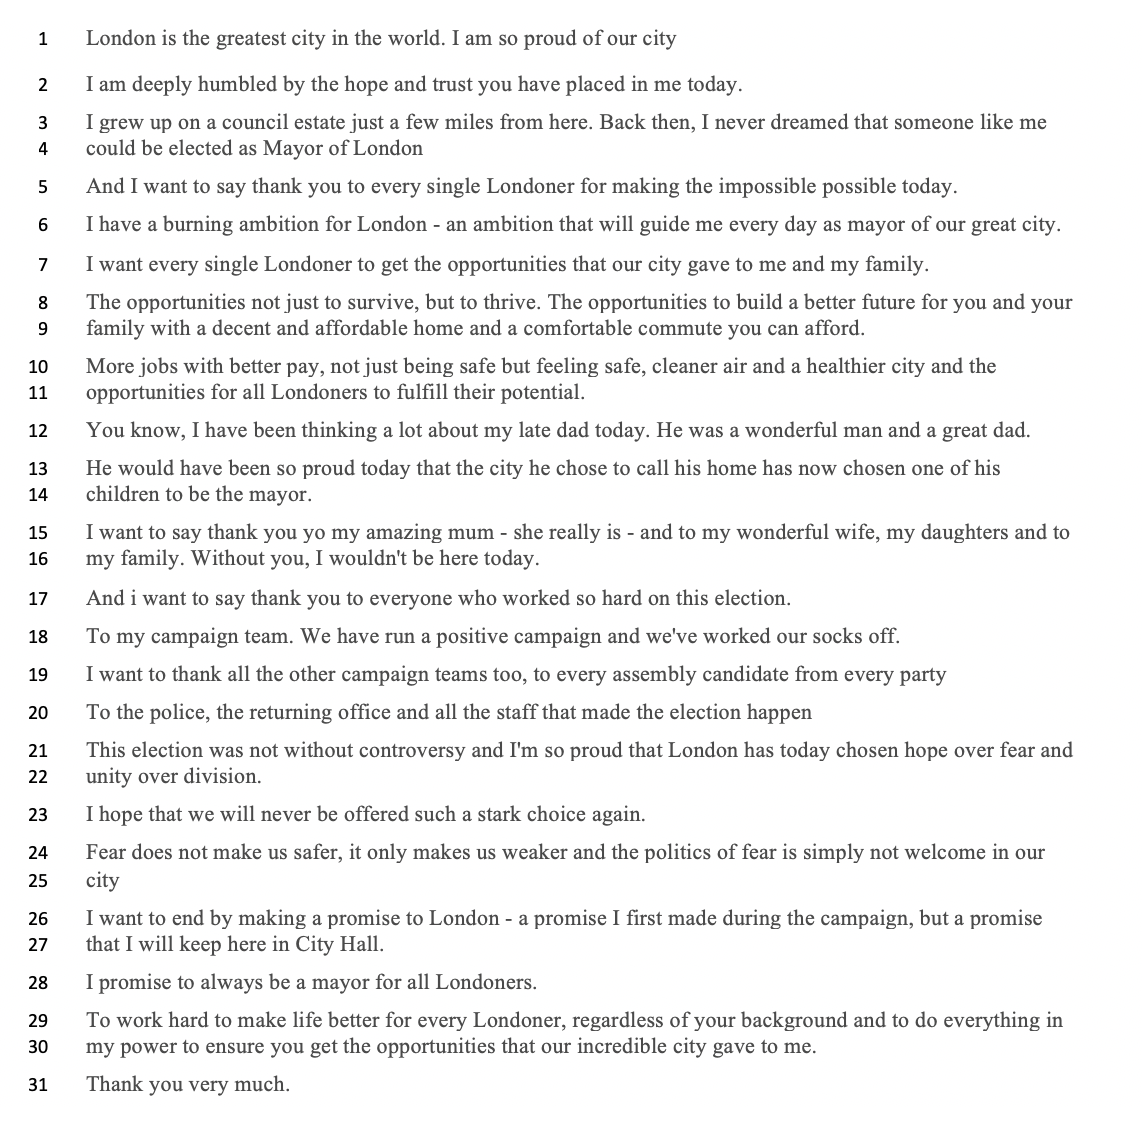 1 London is the greatest city in the world. I am so proud of our city
2 I am deeply humbled by the hope and trust you have placed in me today.
3 I grew up on a council estate just a few miles from here. Back then, I never dreamed that someone like me
4 could be elected as Mayor of London
5 And I want to say thank you to every single Londoner for making the impossible possible today.
6 I have a burning ambition for London - an ambition that will guide me every day as mayor of our great city.
7 I want every single Londoner to get the opportunities that our city gave to me and my family.
8 The opportunities not just to survive, but to thrive. The opportunities to build a better future for you and your
9 family with a decent and affordable home and a comfortable commute you can afford.
10 More jobs with better pay, not just being safe but feeling safe, cleaner air and a healthier city and the
11 opportunities for all Londoners to fulfill their potential.
12 You know, I have been thinking a lot about my late dad today. He was a wonderful man and a great dad.
13 He would have been so proud today that the city he chose to call his home has now chosen one of his
14 children to be the mayor.
15 I want to say thank you yo my amazing mum - she really is - and to my wonderful wife, my daughters and to
16 my family. Without you, I wouldn't be here today.
17 And i want to say thank you to everyone who worked so hard on this election.
18 To my campaign team. We have run a positive campaign and we've worked our socks off.
19 I want to thank all the other campaign teams too, to every assembly candidate from every party
20 To the police, the returning office and all the staff that made the election happen
21 This election was not without controversy and I'm so proud that London has today chosen hope over fear and
22 unity over division.
23 I hope that we will never be offered such a stark choice again.
24 Fear does not make us safer, it only makes us weaker and the politics of fear is simply not welcome in our
25 city
26 I want to end by making a promise to London - a promise I first made during the campaign, but a promise
27 that I will keep here in City Hall.
28 I promise to always be a mayor for all Londoners.
29 To work hard to make life better for every Londoner, regardless of your background and to do everything in
30 my power to ensure you get the opportunities that our incredible city gave to me.
31 Thank you very much.